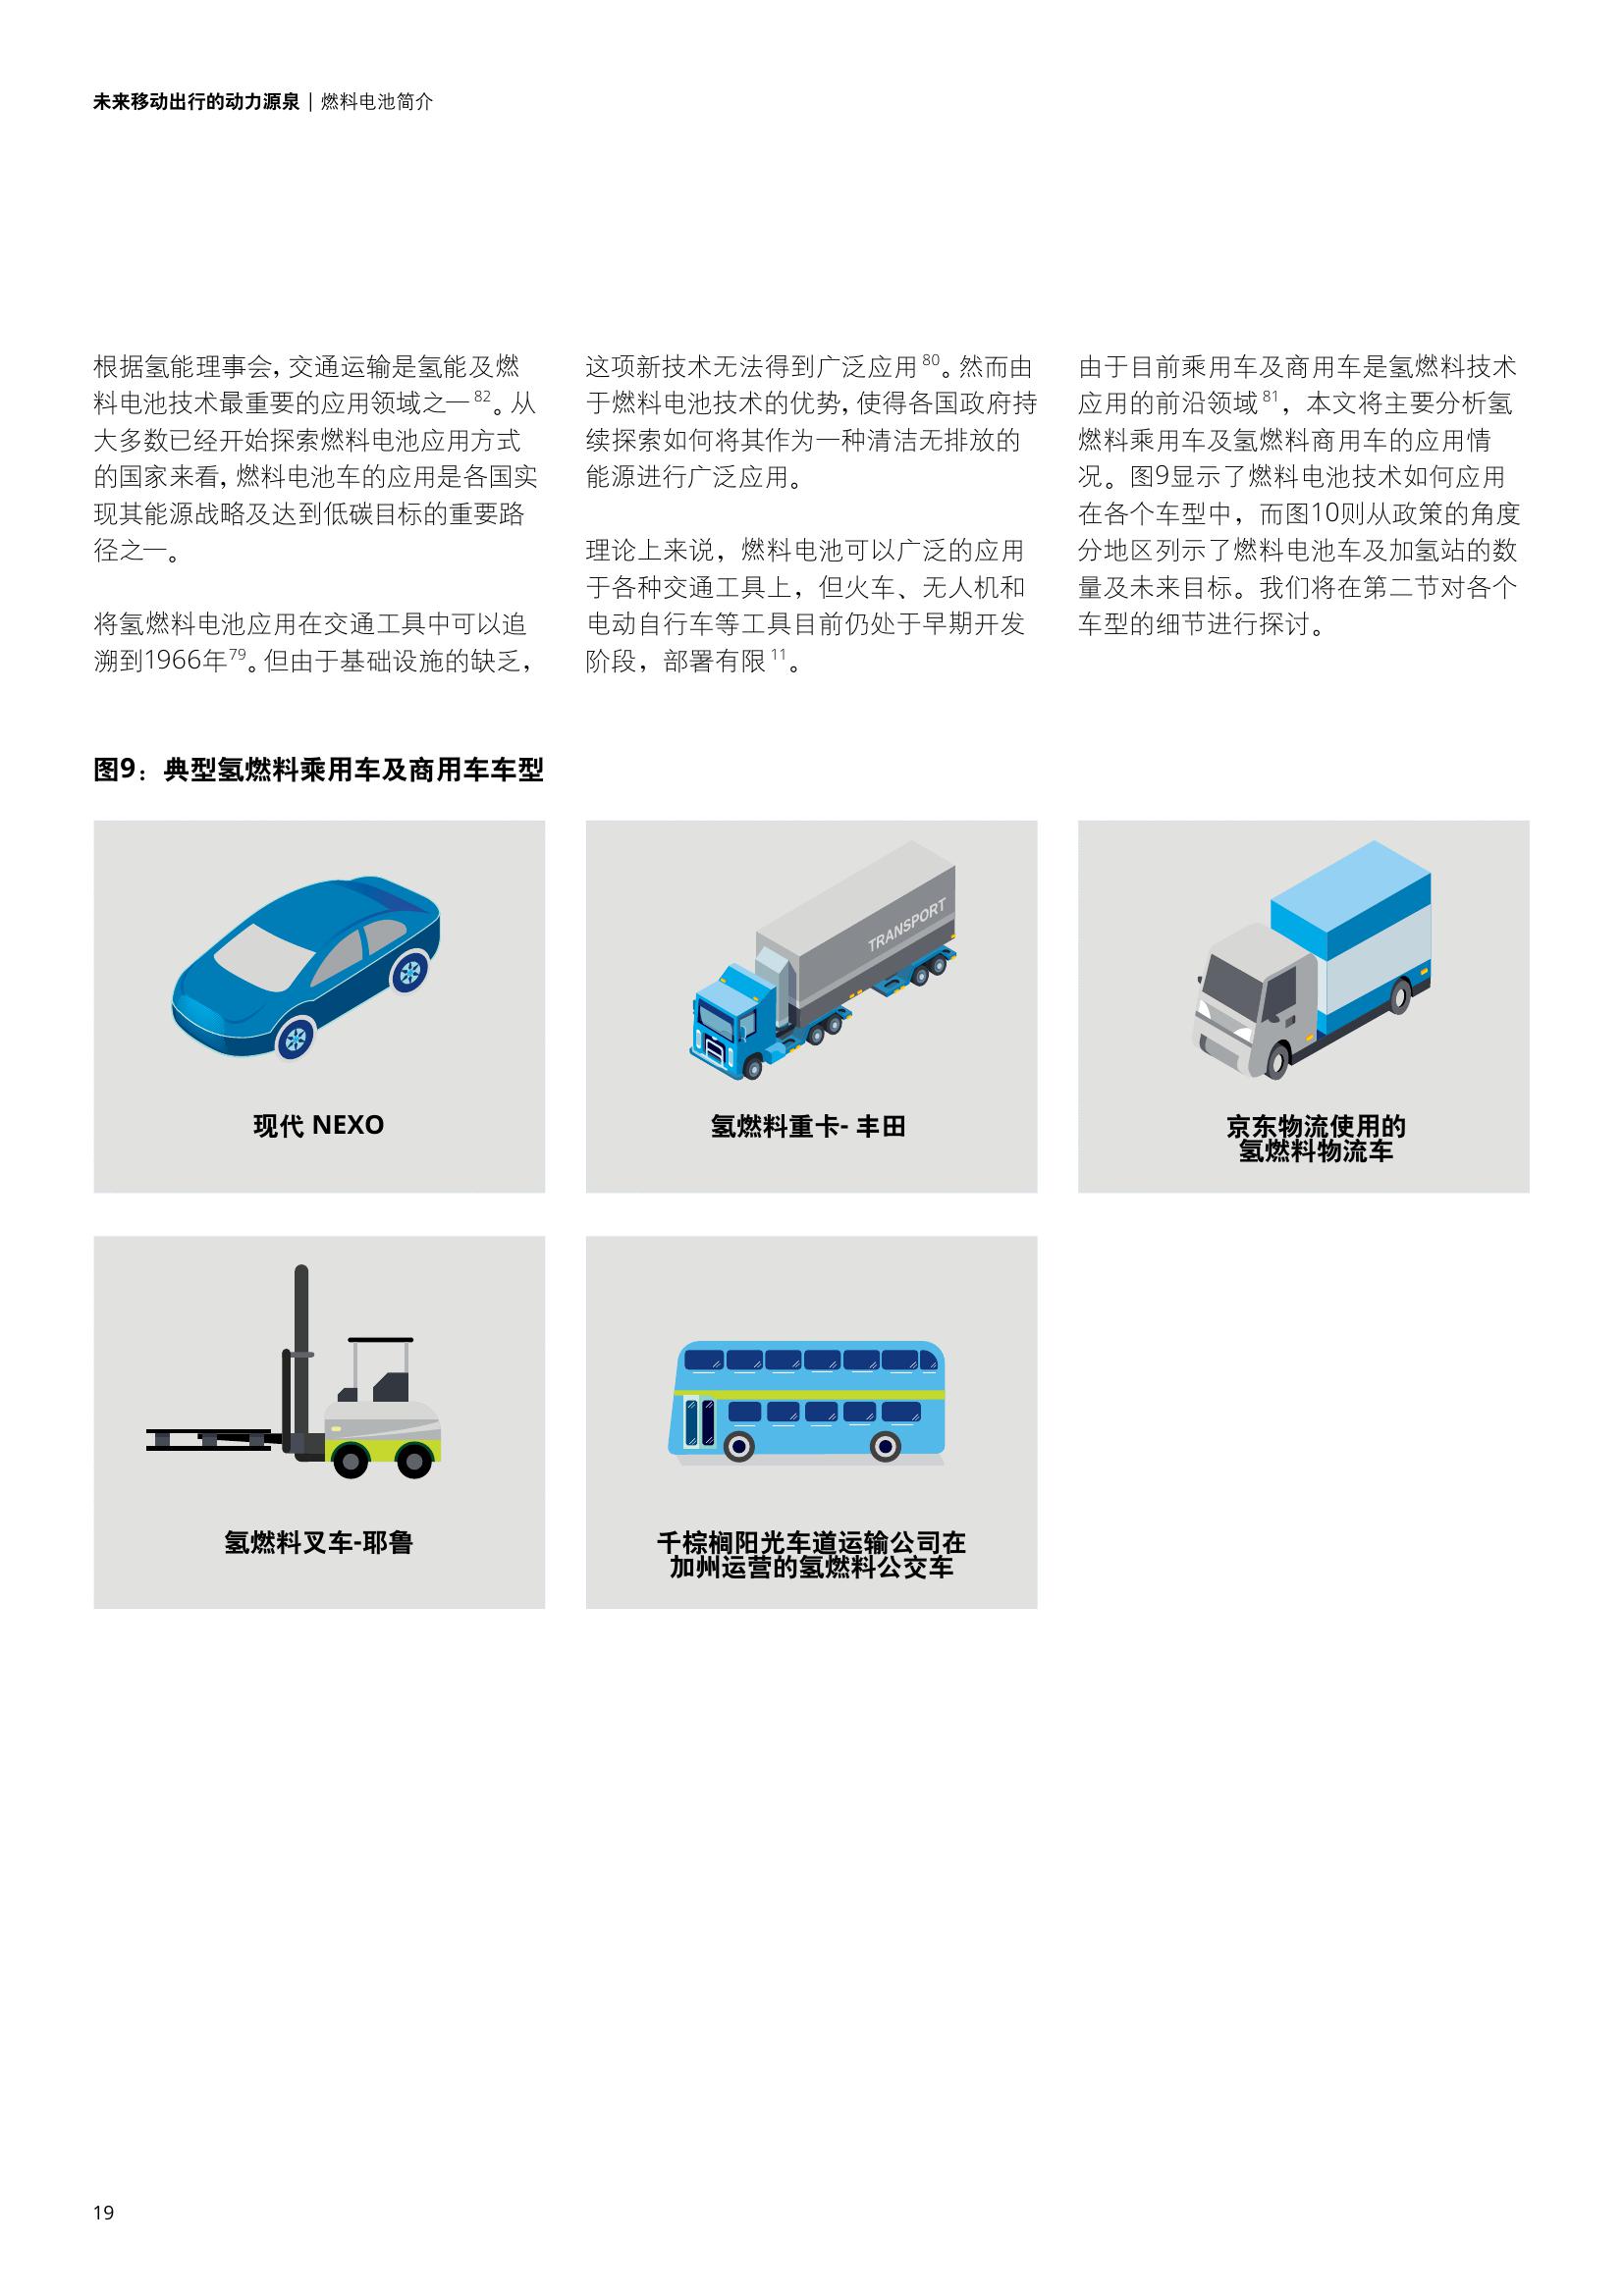 未来移动出行的动力源泉 | 燃料电池简介
根据氢能理事会，交通运输是氢能及燃
料电池技术最重要的应用领域之一82。从
大多数已经开始探索燃料电池应用方式
的国家来看，燃料电池车的应用是各国实
现其能源战略及达到低碳目标的重要路
径之一。
将氢燃料电池应用在交通工具中可以追
溯到1966年79。但由于基础设施的缺乏，
这项新技术无法得到广泛应用80。然而由
于燃料电池技术的优势，使得各国政府持
续探索如何将其作为一种清洁无排放的
能源进行广泛应用。
理论上来说，燃料电池可以广泛的应用
于各种交通工具上，但火车、无人机和
电动自行车等工具目前仍处于早期开发
阶段，部署有限11。
由于目前乘用车及商用车是氢燃料技术
应用的前沿领域81，本文将主要分析氢
燃料乘用车及氢燃料商用车的应用情
况。图9显示了燃料电池技术如何应用
在各个车型中，而图10则从政策的角度
分地区列示了燃料电池车及加氢站的数
量及未来目标。我们将在第二节对各个
车型的细节进行探讨。
图9：典型氢燃料乘用车及商用车车型
现代 NEXO
TRANSPORT
氢燃料重卡- 丰田
京东物流使用的
氢燃料物流车
氢燃料叉车-耶鲁
千棕榈阳光车道运输公司在
加州运营的氢燃料公交车
19